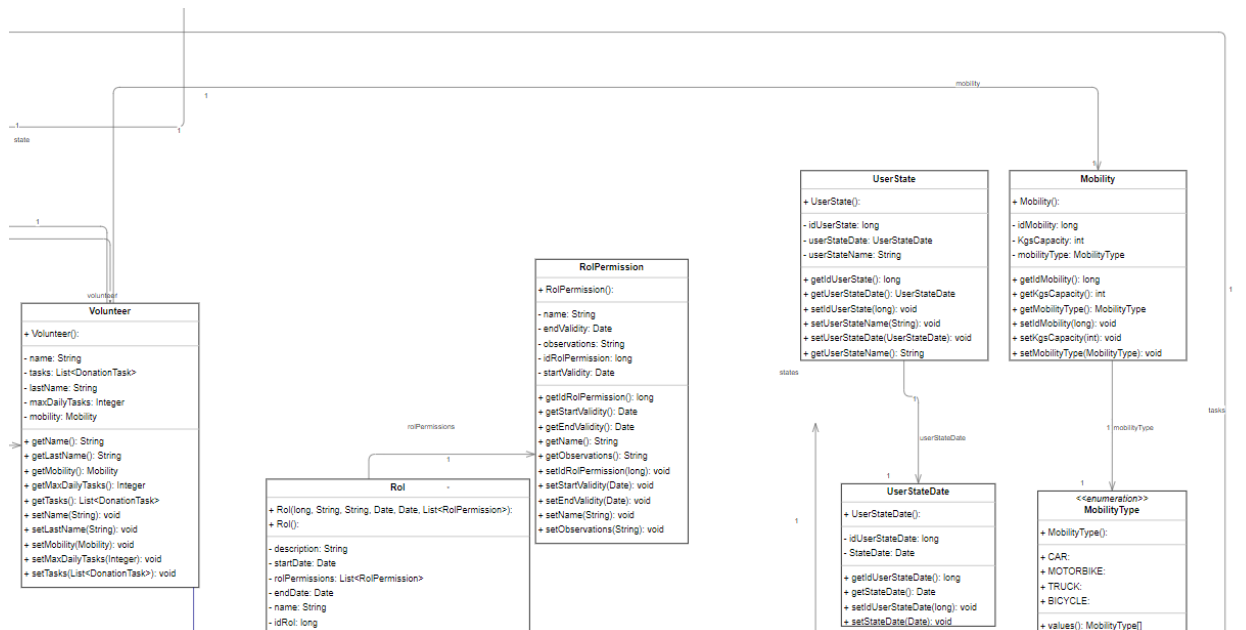 mobility
1
1
1
state
1
1
1
volunteer
Volunteer
+ Volunteer():
- name: String
- tasks: List<DonationTask>
- lastName: String
- maxDailyTasks: Integer
- mobility: Mobility
+ getName(): String
+ getLastName(): String
+ getMobility(): Mobility
+ getMaxDailyTasks(): Integer
+ getTasks(): List<DonationTask>
+ setName(String): void
+ setLastName(String): void
+ setMobility(Mobility): void
+ setMaxDailyTasks(Integer): void
+ setTasks(List<DonationTask>): void
rolPermissions
1
Rol
+ Rol(long, String, String, Date, Date, List<RolPermission>):
+ Rol():
- description: String
- startDate: Date
- rolPermissions: List<RolPermission>
- endDate: Date
- name: String
- idRol: long
RolPermission
+ RolPermission():
- name: String
- endValidity: Date
- observations: String
- idRolPermission: long
- startValidity: Date
+ getIdRolPermission(): long
+ getStartValidity(): Date
+ getEndValidity(): Date
+ getName(): String
+ getObservations(): String
+ setIdRolPermission(long): void
+ setStartValidity(Date): void
+ setEndValidity(Date): void
+ setName(String): void
+ setObservations(String): void
UserState
+ UserState():
- idUserState: long
- userStateDate: UserStateDate
- userStateName: String
+ getIdUserState(): long
+ getUserStateDate(): UserStateDate
+ setIdUserState(long): void
+ setUserStateName(String): void
+ setUserStateDate(UserStateDate): void
+ getUserStateName(): String
states
1
userStateDate
1
1
UserStateDate
+ UserStateDate():
- idUserStateDate: long
- StateDate: Date
+ getIdUserStateDate(): long
+ getStateDate(): Date
+ setIdUserStateDate(long): void
+ setStateDate(Date): void
Mobility
+ Mobility():
- idMobility: long
- KgsCapacity: int
- mobilityType: MobilityType
+ getIdMobility(): long
+ getKgsCapacity(): int
+ getMobilityType(): MobilityType
+ setIdMobility(long): void
+ setKgsCapacity(int): void
+ setMobilityType(MobilityType): void
1
tasks
1 mobilityType
1
<<enumeration>>
MobilityType
+ MobilityType():
+ CAR:
+ MOTORBIKE:
+ TRUCK:
+ BICYCLE:
+ values(): MobilityType[]